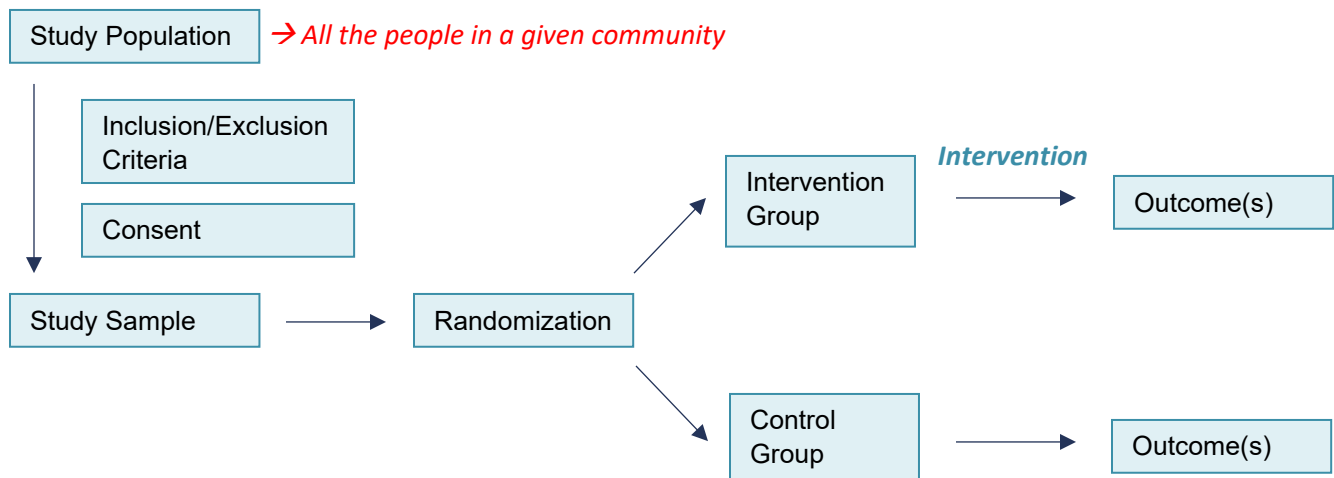 Study Population
→ All the people in a given community
Inclusion/Exclusion
Criteria
Consent
Study Sample
Randomization
Intervention
Group
Intervention
Outcome(s)
Control
Group
Outcome(s)